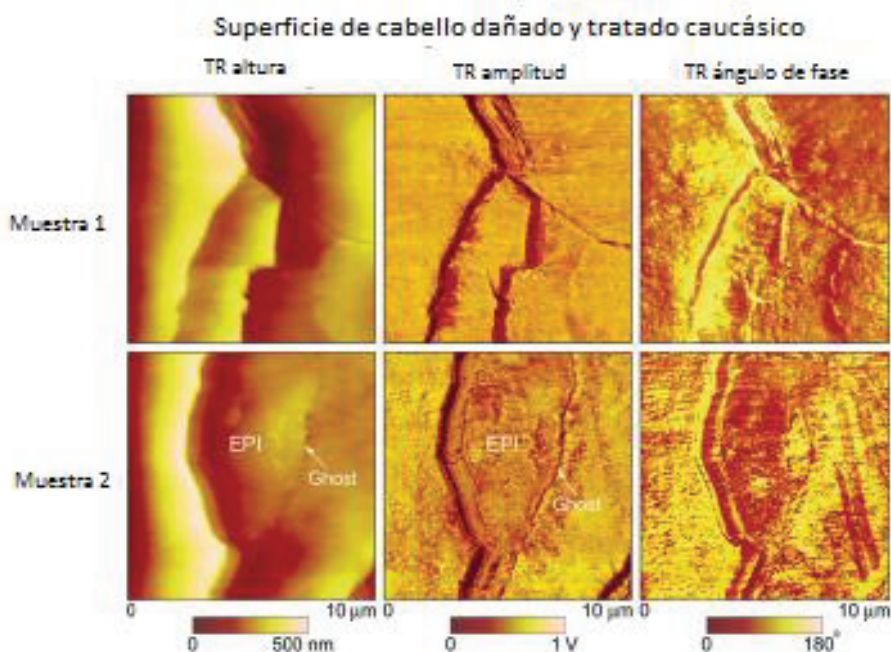 Superficie de cabello dañado y tratado caucásico
TR altura TR amplitud TR ángulo de fase
Muestra 1
Muestra 2
EPI
Ghost
EPI
Ghost
0 10 µm 0 10 µm 0 10 µm
0 500 nm 0 1 V 0 180°